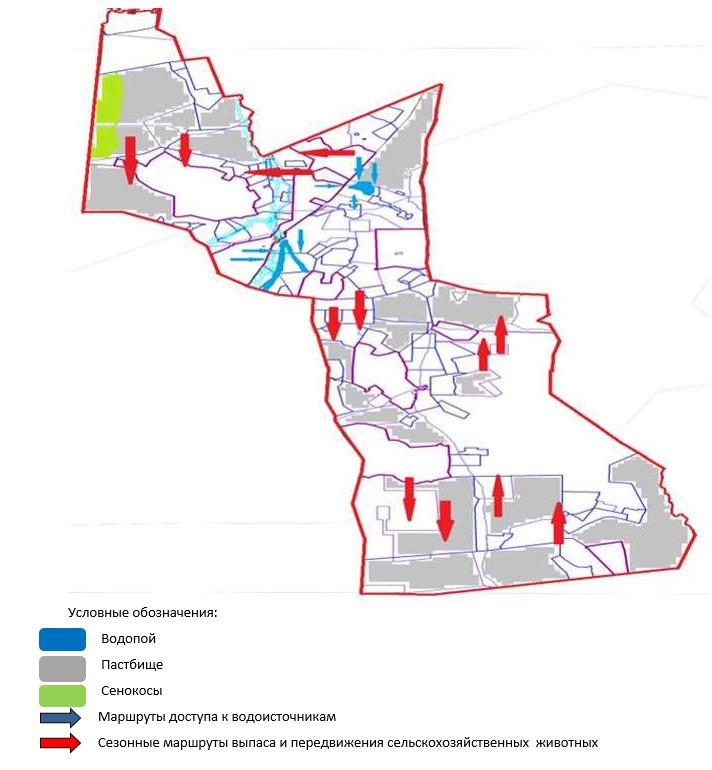 Условные обозначения:
Водопой
Пастбище
Сенокосы
Маршруты доступа к водоисточникам
Сезонные маршруты выпаса и передвижения сельскохозяйственных животных